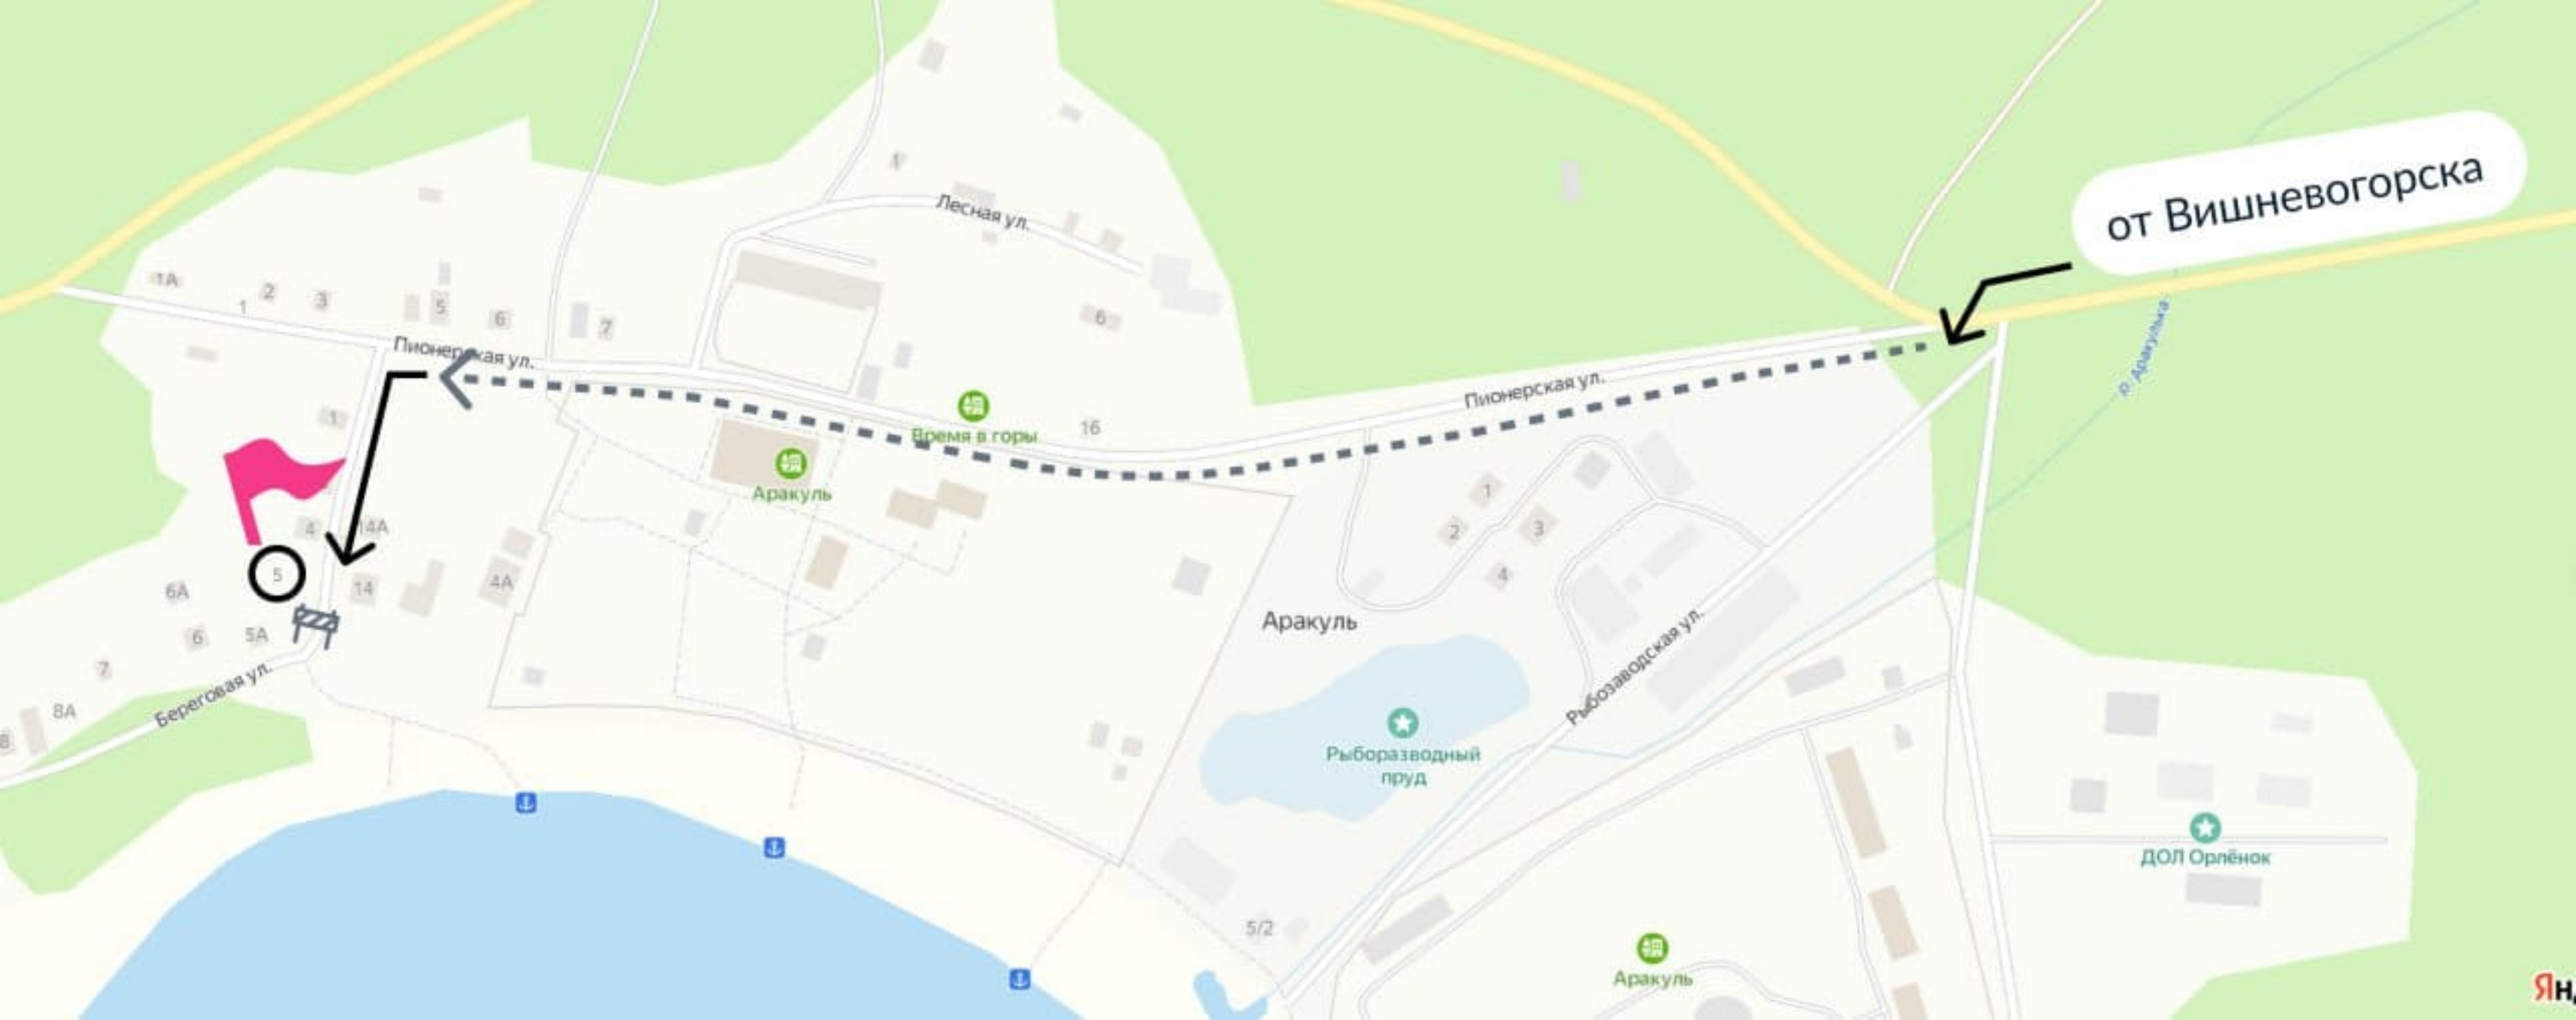 от Вишневогорска
1
Лесная ул.
1А
1
2
3
5
6
7
6
Пионерская ул.
Пионерская ул.
р. Аракулька
1
Время в горы
16
Аракуль
4
14А
5
14
4А
6А
6
5А
7
8А
8
Береговая ул.
1
2
3
4
Аракуль
Рыбозаводская ул.
Рыборазводный
пруд
ДОЛ Орлёнок
5/2
Аракуль
Ян